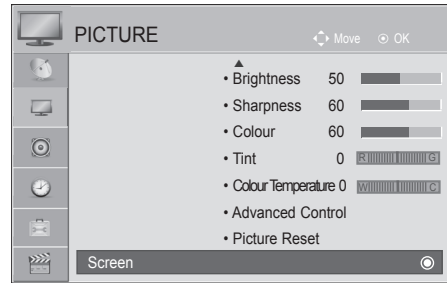 PICTURE Move OK
• Brightness 50
• Sharpness 60
• Colour 60
• Tint 0 R G
• Colour Temperature 0 W C
• Advanced Control
• Picture Reset
Screen